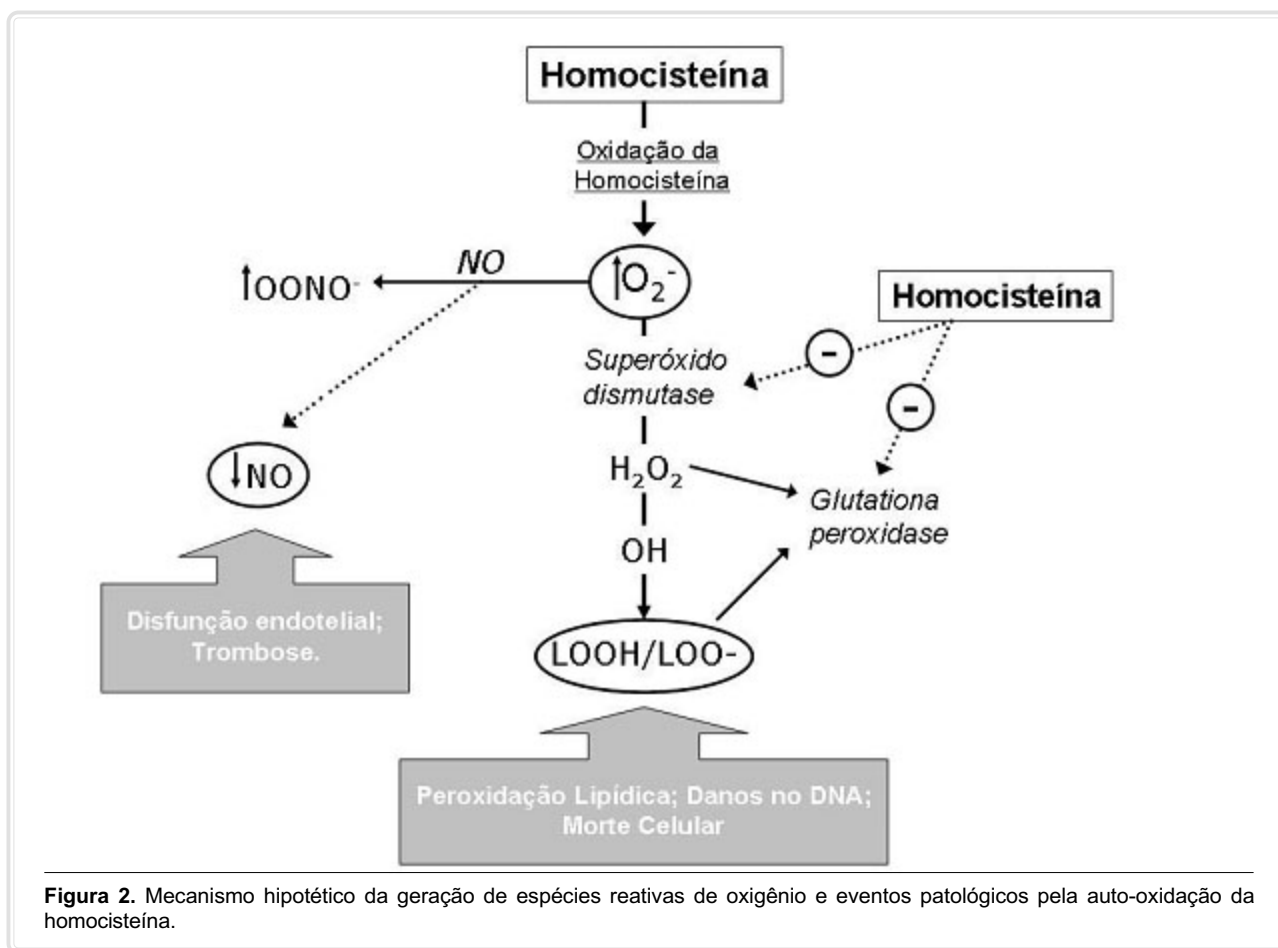 Homocisteína
Oxidação da
Homocisteína
NO
↑OONO-
↑O₂⁻
Homocisteína
-
Superóxido
dismutase
-
↓NO
H₂O₂
Glutationa
peroxidase
OH
Disfunção endotelial;
Trombose.
LOOH/LOO-
Peroxidação Lipídica; Danos no DNA;
Morte Celular
Figura 2. Mecanismo hipotético da geração de espécies reativas de oxigênio e eventos patológicos pela auto-oxidação da
homocisteína.